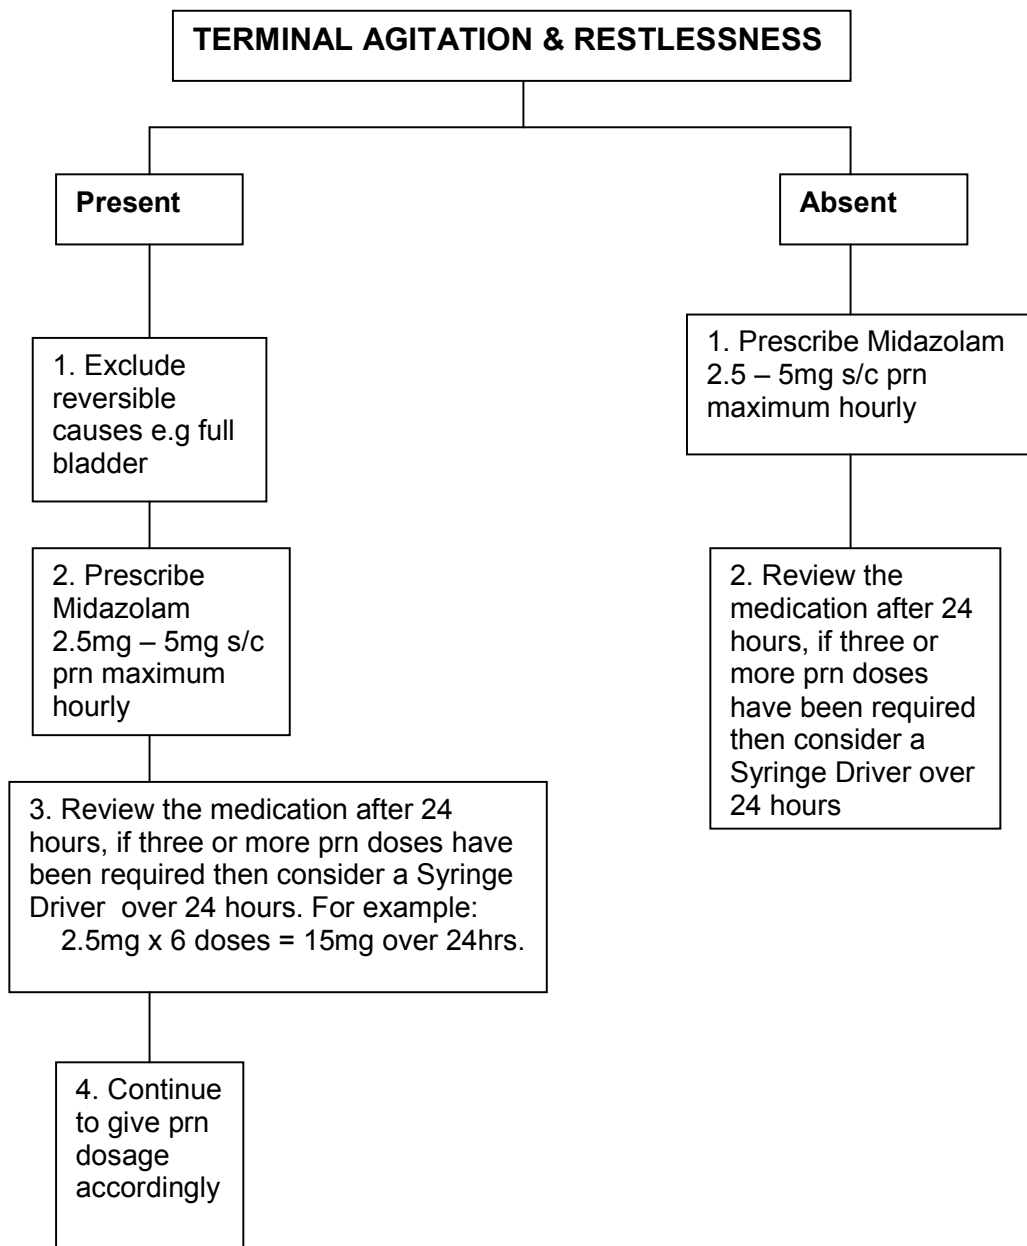 TERMINAL AGITATION & RESTLESSNESS
Present
Absent
1. Exclude
reversible
causes e.g full
bladder
2. Prescribe
Midazolam
2.5mg – 5mg s/c
prn maximum
hourly
3. Review the medication after 24
hours, if three or more prn doses have
been required then consider a Syringe
Driver over 24 hours. For example:
2.5mg x 6 doses = 15mg over 24hrs.
4. Continue
to give prn
dosage
accordingly
1. Prescribe Midazolam
2.5 – 5mg s/c prn
maximum hourly
2. Review the
medication after 24
hours, if three or
more prn doses
have been required
then consider a
Syringe Driver over
24 hours